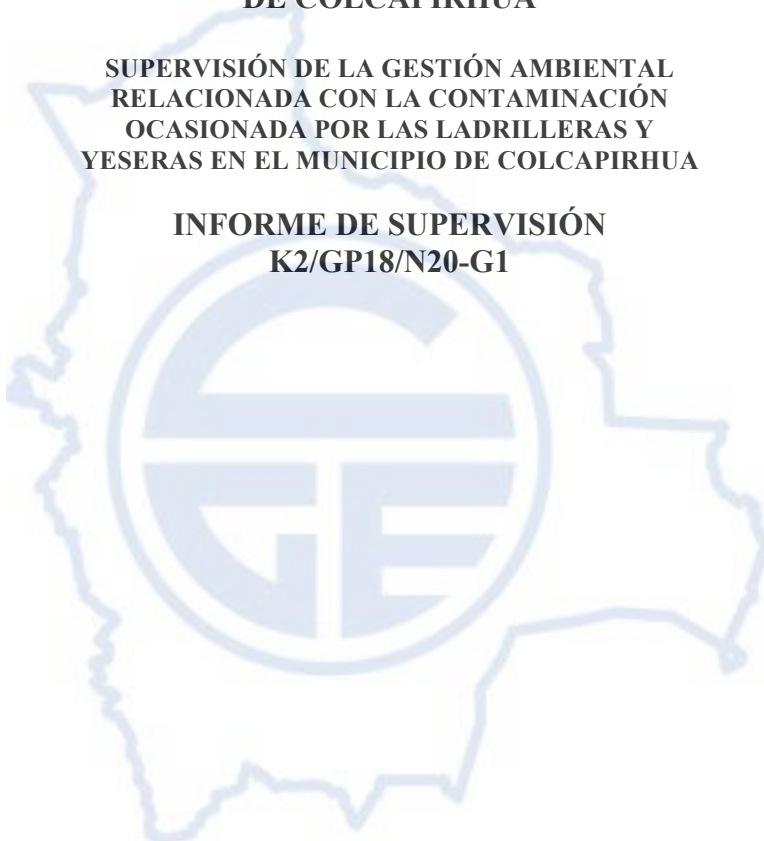 DE COLCAPIRHUA
SUPERVISIÓN DE LA GESTIÓN AMBIENTAL
RELACIONADA CON LA CONTAMINACIÓN
OCASIONADA POR LAS LADRILLERAS Y
YESERAS EN EL MUNICIPIO DE COLCAPIRHUA
INFORME DE SUPERVISIÓN
K2/GP18/N20-G1
CGE